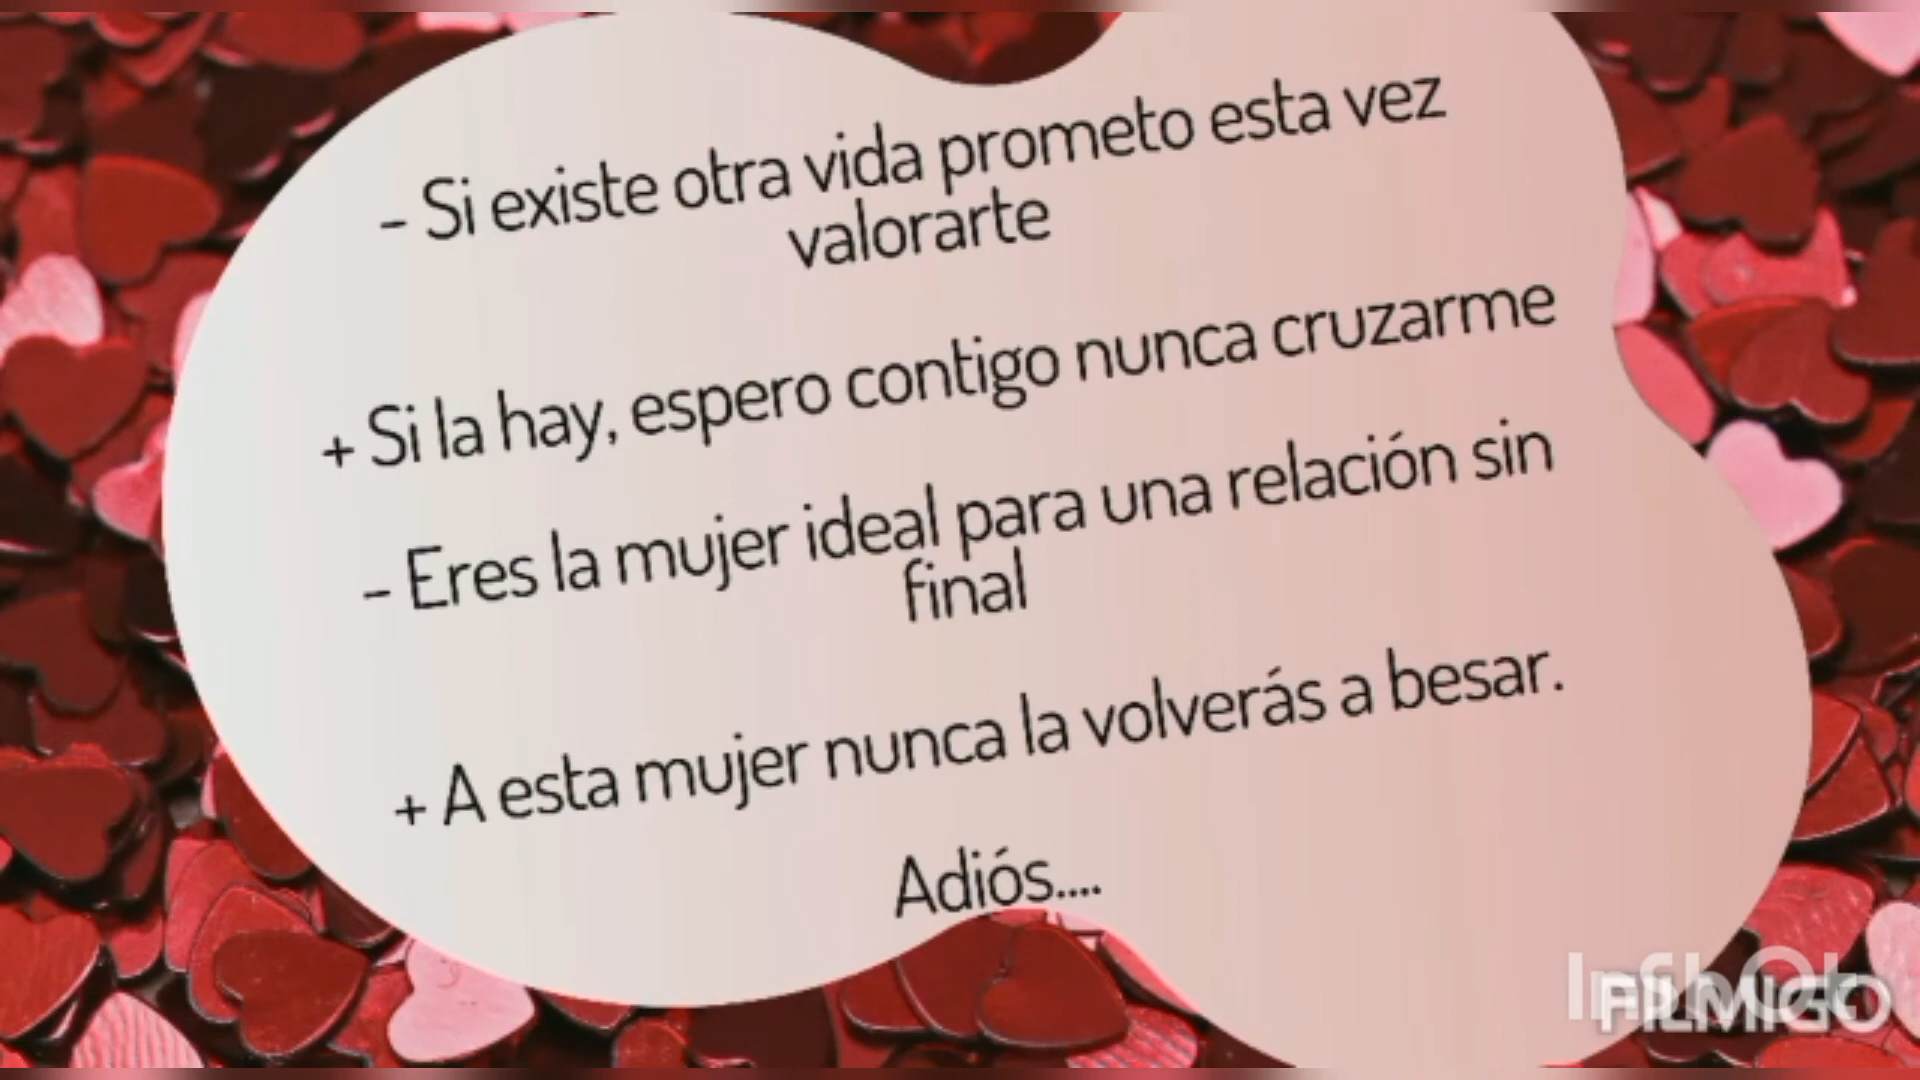 - Si existe otra vida prometo esta vez
valorarte
+ Si la hay, espero contigo nunca cruzarme
- Eres la mujer ideal para una relación sin
final
+ A esta mujer nunca la volverás a besar.
Adiós....
InShOt
FILMIGO